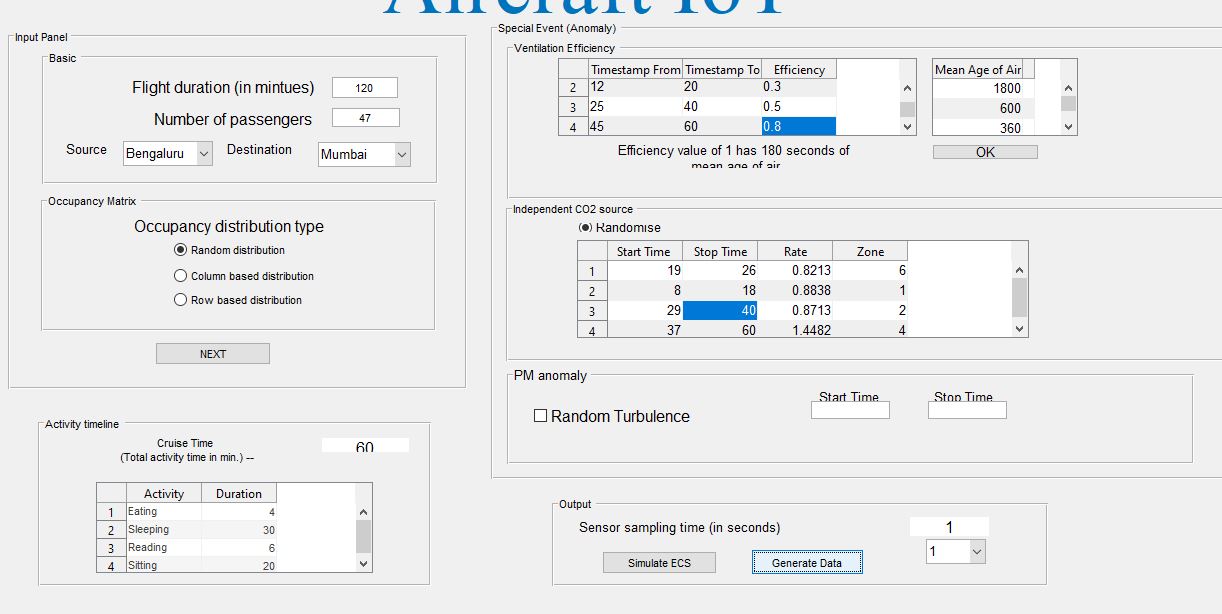 Aircraft IoT
Input Panel
Basic
Flight duration (in mintues)
120
Number of passengers
47
Source
Bengaluru
Destination
Mumbai
Occupancy Matrix
Occupancy distribution type
Random distribution
Column based distribution
Row based distribution
NEXT
Activity timeline
Cruise Time
(Total activity time in min.) --
60
Activity Duration
1 Eating 4
2 Sleeping 30
3 Reading 6
4 Sitting 20
Special Event (Anomaly)
Ventilation Efficiency
Timestamp From Timestamp To Efficiency
2 12 20 0.3
3 25 40 0.5
4 45 60 0.8
Mean Age of Air
1800
600
360
Efficiency value of 1 has 180 seconds of
mean age of air
OK
Independent CO2 source
Randomise
Start Time Stop Time Rate Zone
1 19 26 0.8213 6
2 8 18 0.8838 1
3 29 40 0.8713 2
4 37 60 1.4482 4
PM anomaly
Random Turbulence
Start Time
Stop Time
Output
Sensor sampling time (in seconds)
1
1
Simulate ECS
Generate Data